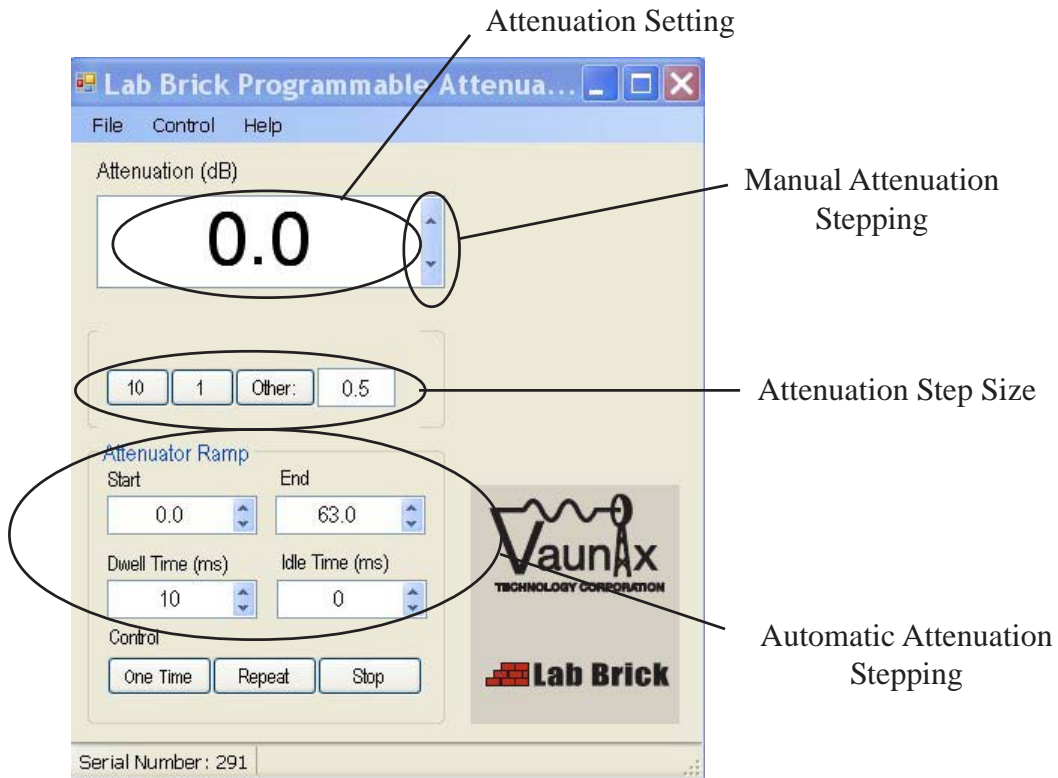 Attenuation Setting
Lab Brick Programmable Attenua...
File Control Help
Attenuation (dB)
0.0
Manual Attenuation
Stepping
10 1 Other: 0.5
Attenuation Step Size
Attenuator Ramp
Start End
0.0 63.0
Dwell Time (ms) Idle Time (ms)
10 0
Control
One Time Repeat Stop
Vaunix
TECHNOLOGY CORPORATION
Lab Brick
Automatic Attenuation
Stepping
Serial Number: 291